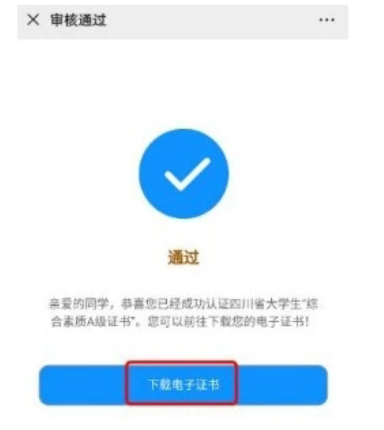 × 审核通过 ···
通过
亲爱的同学，恭喜您已经成功认证四川省大学生“综
合素质A级证书”。您可以前往下载您的电子证书！
下载电子证书